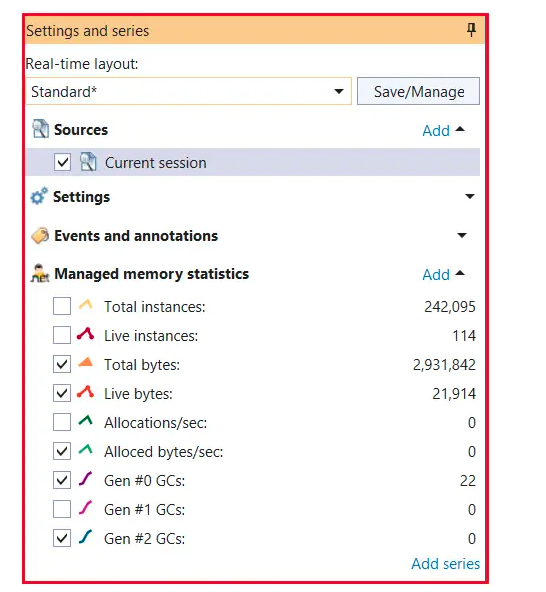 Settings and series
Real-time layout:
Standard* Save/Manage
Sources Add
Current session
Settings
Events and annotations
Managed memory statistics Add
Total instances: 242,095
Live instances: 114
Total bytes: 2,931,842
Live bytes: 21,914
Allocations/sec: 0
Alloced bytes/sec: 0
Gen #0 GCs: 22
Gen #1 GCs: 0
Gen #2 GCs: 0
Add series